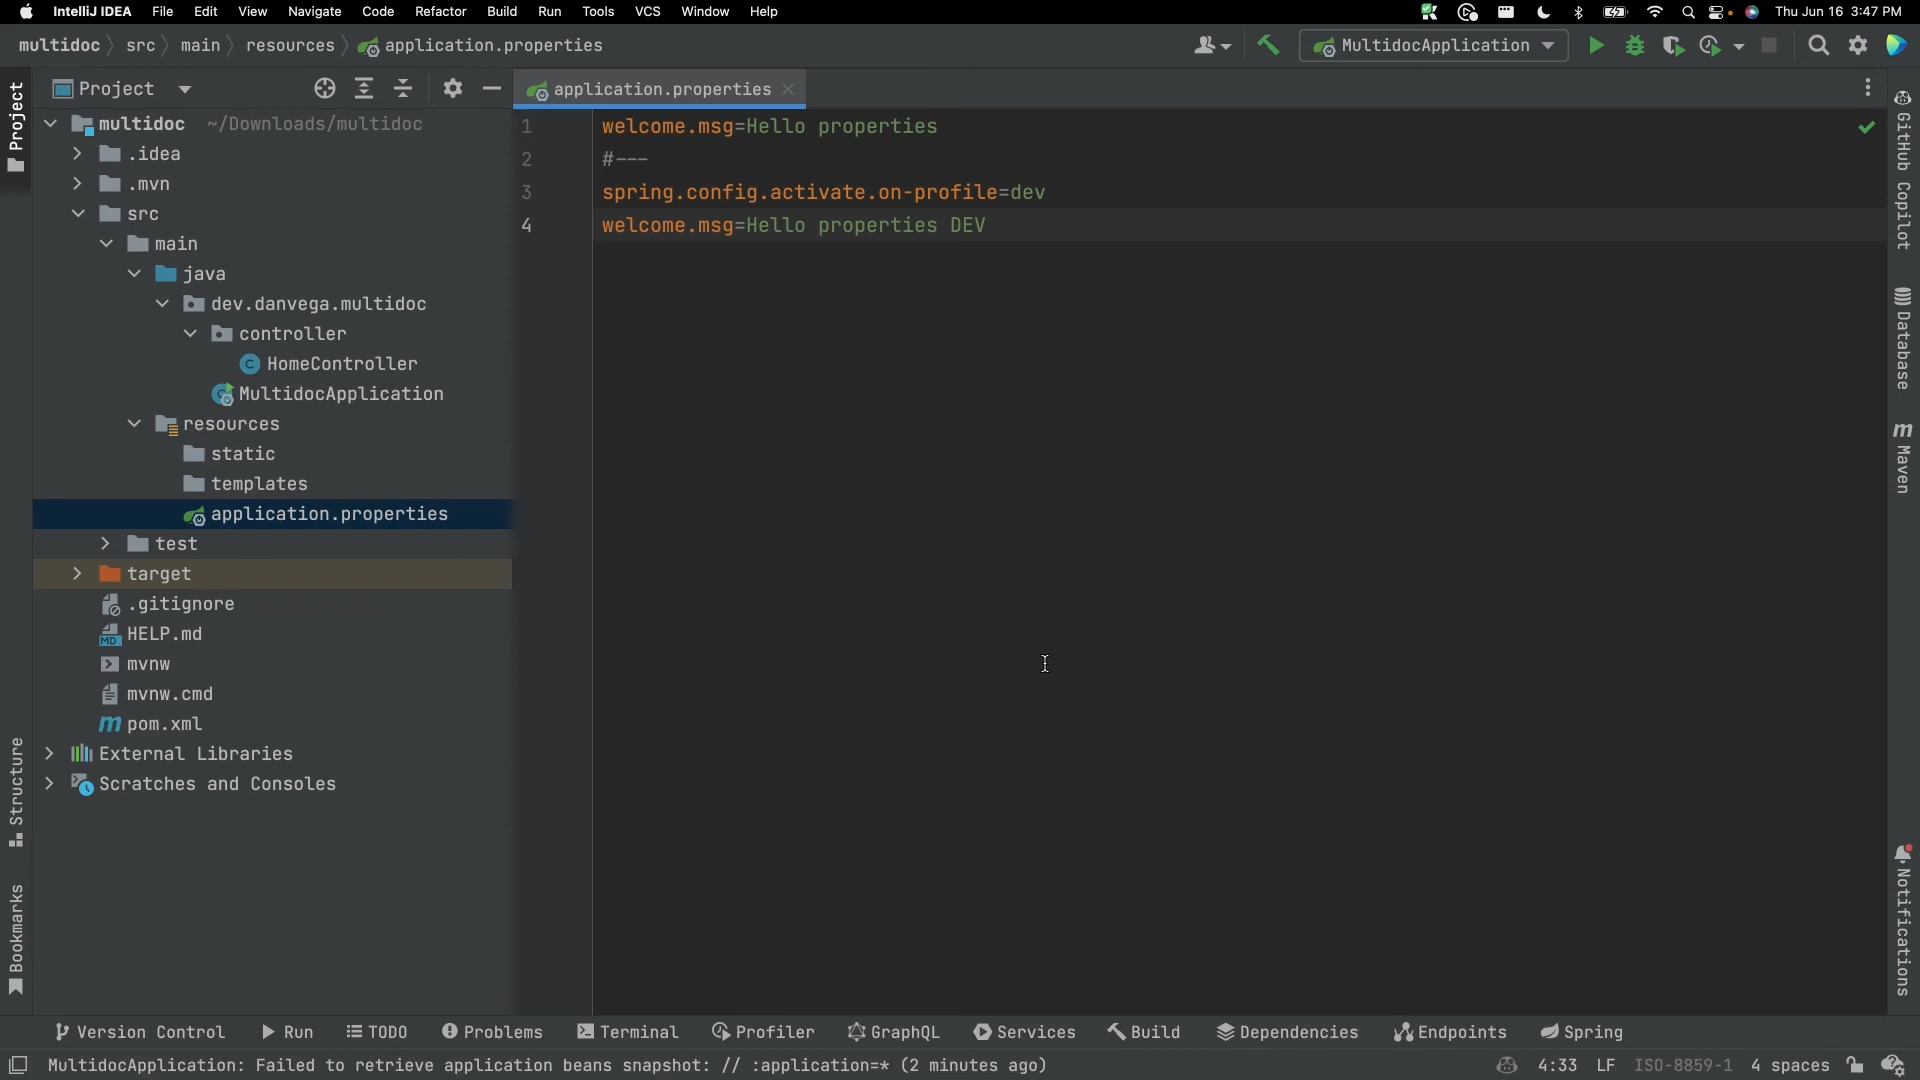 IntelliJ IDEA File Edit View Navigate Code Refactor Build Run Tools VCS Window Help Thu Jun 16 3:47 PM
multidoc src main resources application.properties MultidocApplication
Project application.properties
multidoc ~/Downloads/multidoc
.idea
.mvn
src
main
java
dev.danvega.multidoc
controller
HomeController
MultidocApplication
resources
static
templates
application.properties
test
target
.gitignore
HELP.md
mvnw
mvnw.cmd
pom.xml
External Libraries
Scratches and Consoles
1 welcome.msg=Hello properties
2 #---
3 spring.config.activate.on-profile=dev
4 welcome.msg=Hello properties DEV
Project
Structure
Bookmarks
GitHub Copilot
Database
Maven
Notifications
Version Control Run TODO Problems Terminal Profiler GraphQL Services Build Dependencies Endpoints Spring
MultidocApplication: Failed to retrieve application beans snapshot: // :application=* (2 minutes ago) 4:33 LF ISO-8859-1 4 spaces